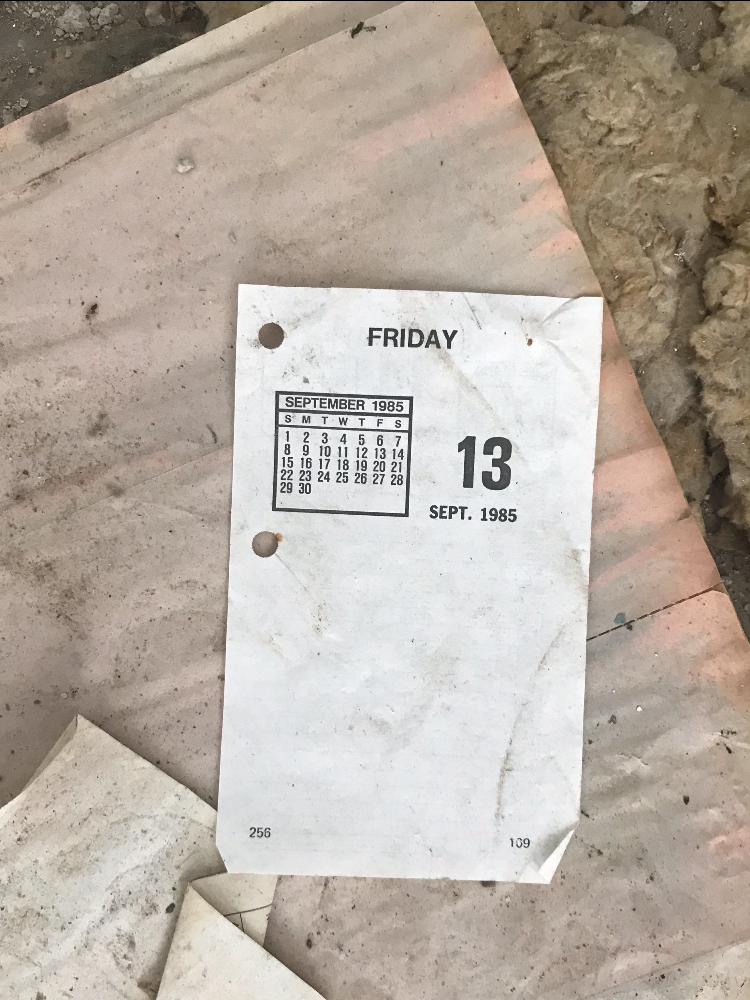 FRIDAY
SEPTEMBER 1985
S M T W T F S
1 2 3 4 5 6 7
8 9 10 11 12 13 14
15 16 17 18 19 20 21
22 23 24 25 26 27 28
29 30
13
SEPT. 1985
256
109